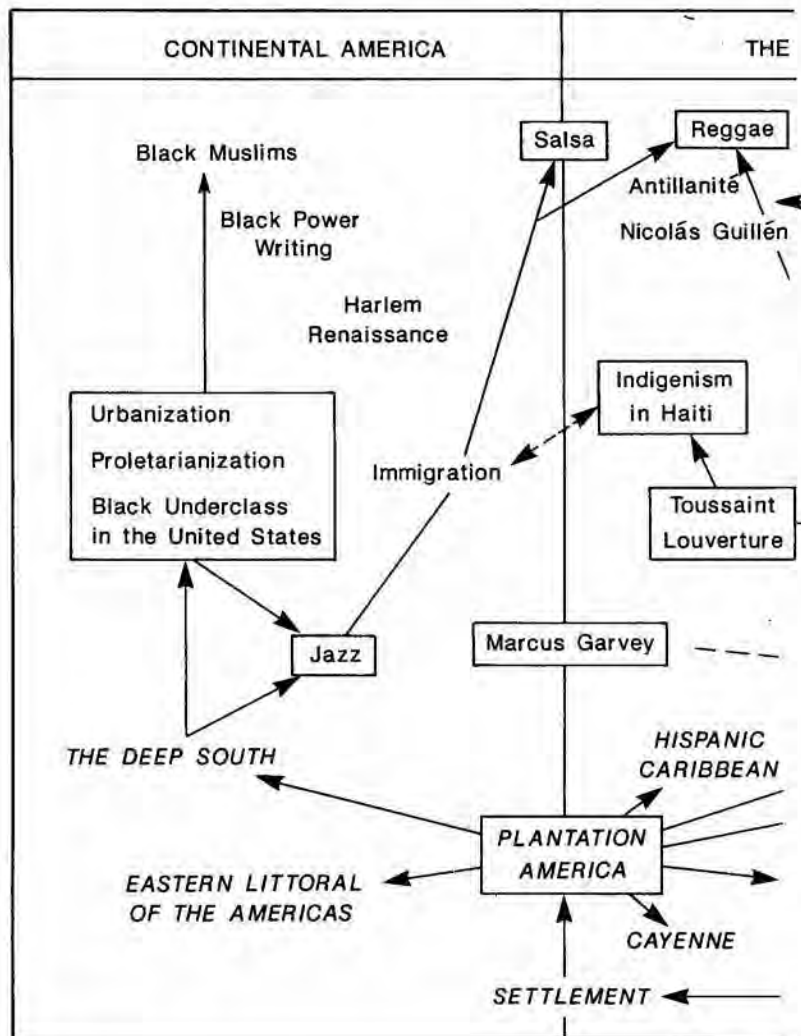 CONTINENTAL AMERICA
THE
Salsa
Reggae
Black Muslims
Antillanité
Black Power
Writing
Nicolás Guillén
Harlem
Renaissance
Indigenism
in Haiti
Urbanization
Proletarianization
Black Underclass
in the United States
Immigration
Toussaint
Louverture
Jazz
Marcus Garvey
THE DEEP SOUTH
HISPANIC
CARIBBEAN
PLANTATION
AMERICA
EASTERN LITTORAL
OF THE AMERICAS
CAYENNE
SETTLEMENT